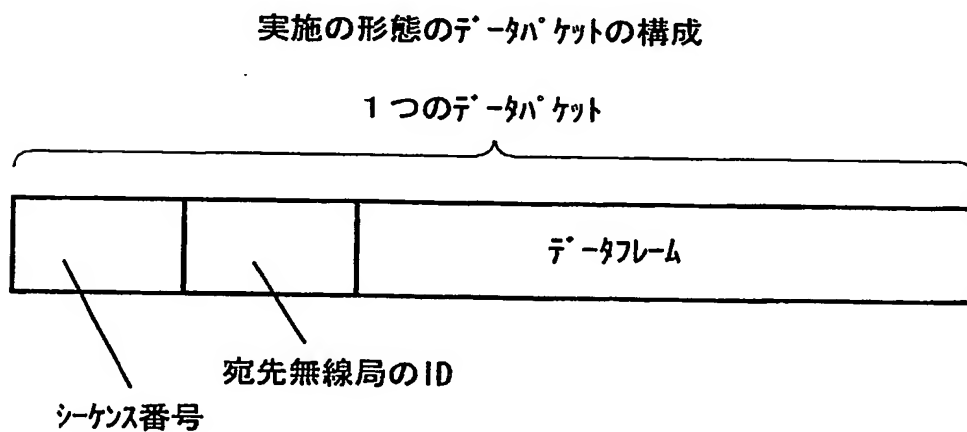 実施の形態のﾃﾞｰﾀﾊﾟｹｯﾄの構成
1つのﾃﾞｰﾀﾊﾟｹｯﾄ
ﾃﾞｰﾀﾌﾚｰﾑ
宛先無線局のID
ｼｰｹﾝｽ番号